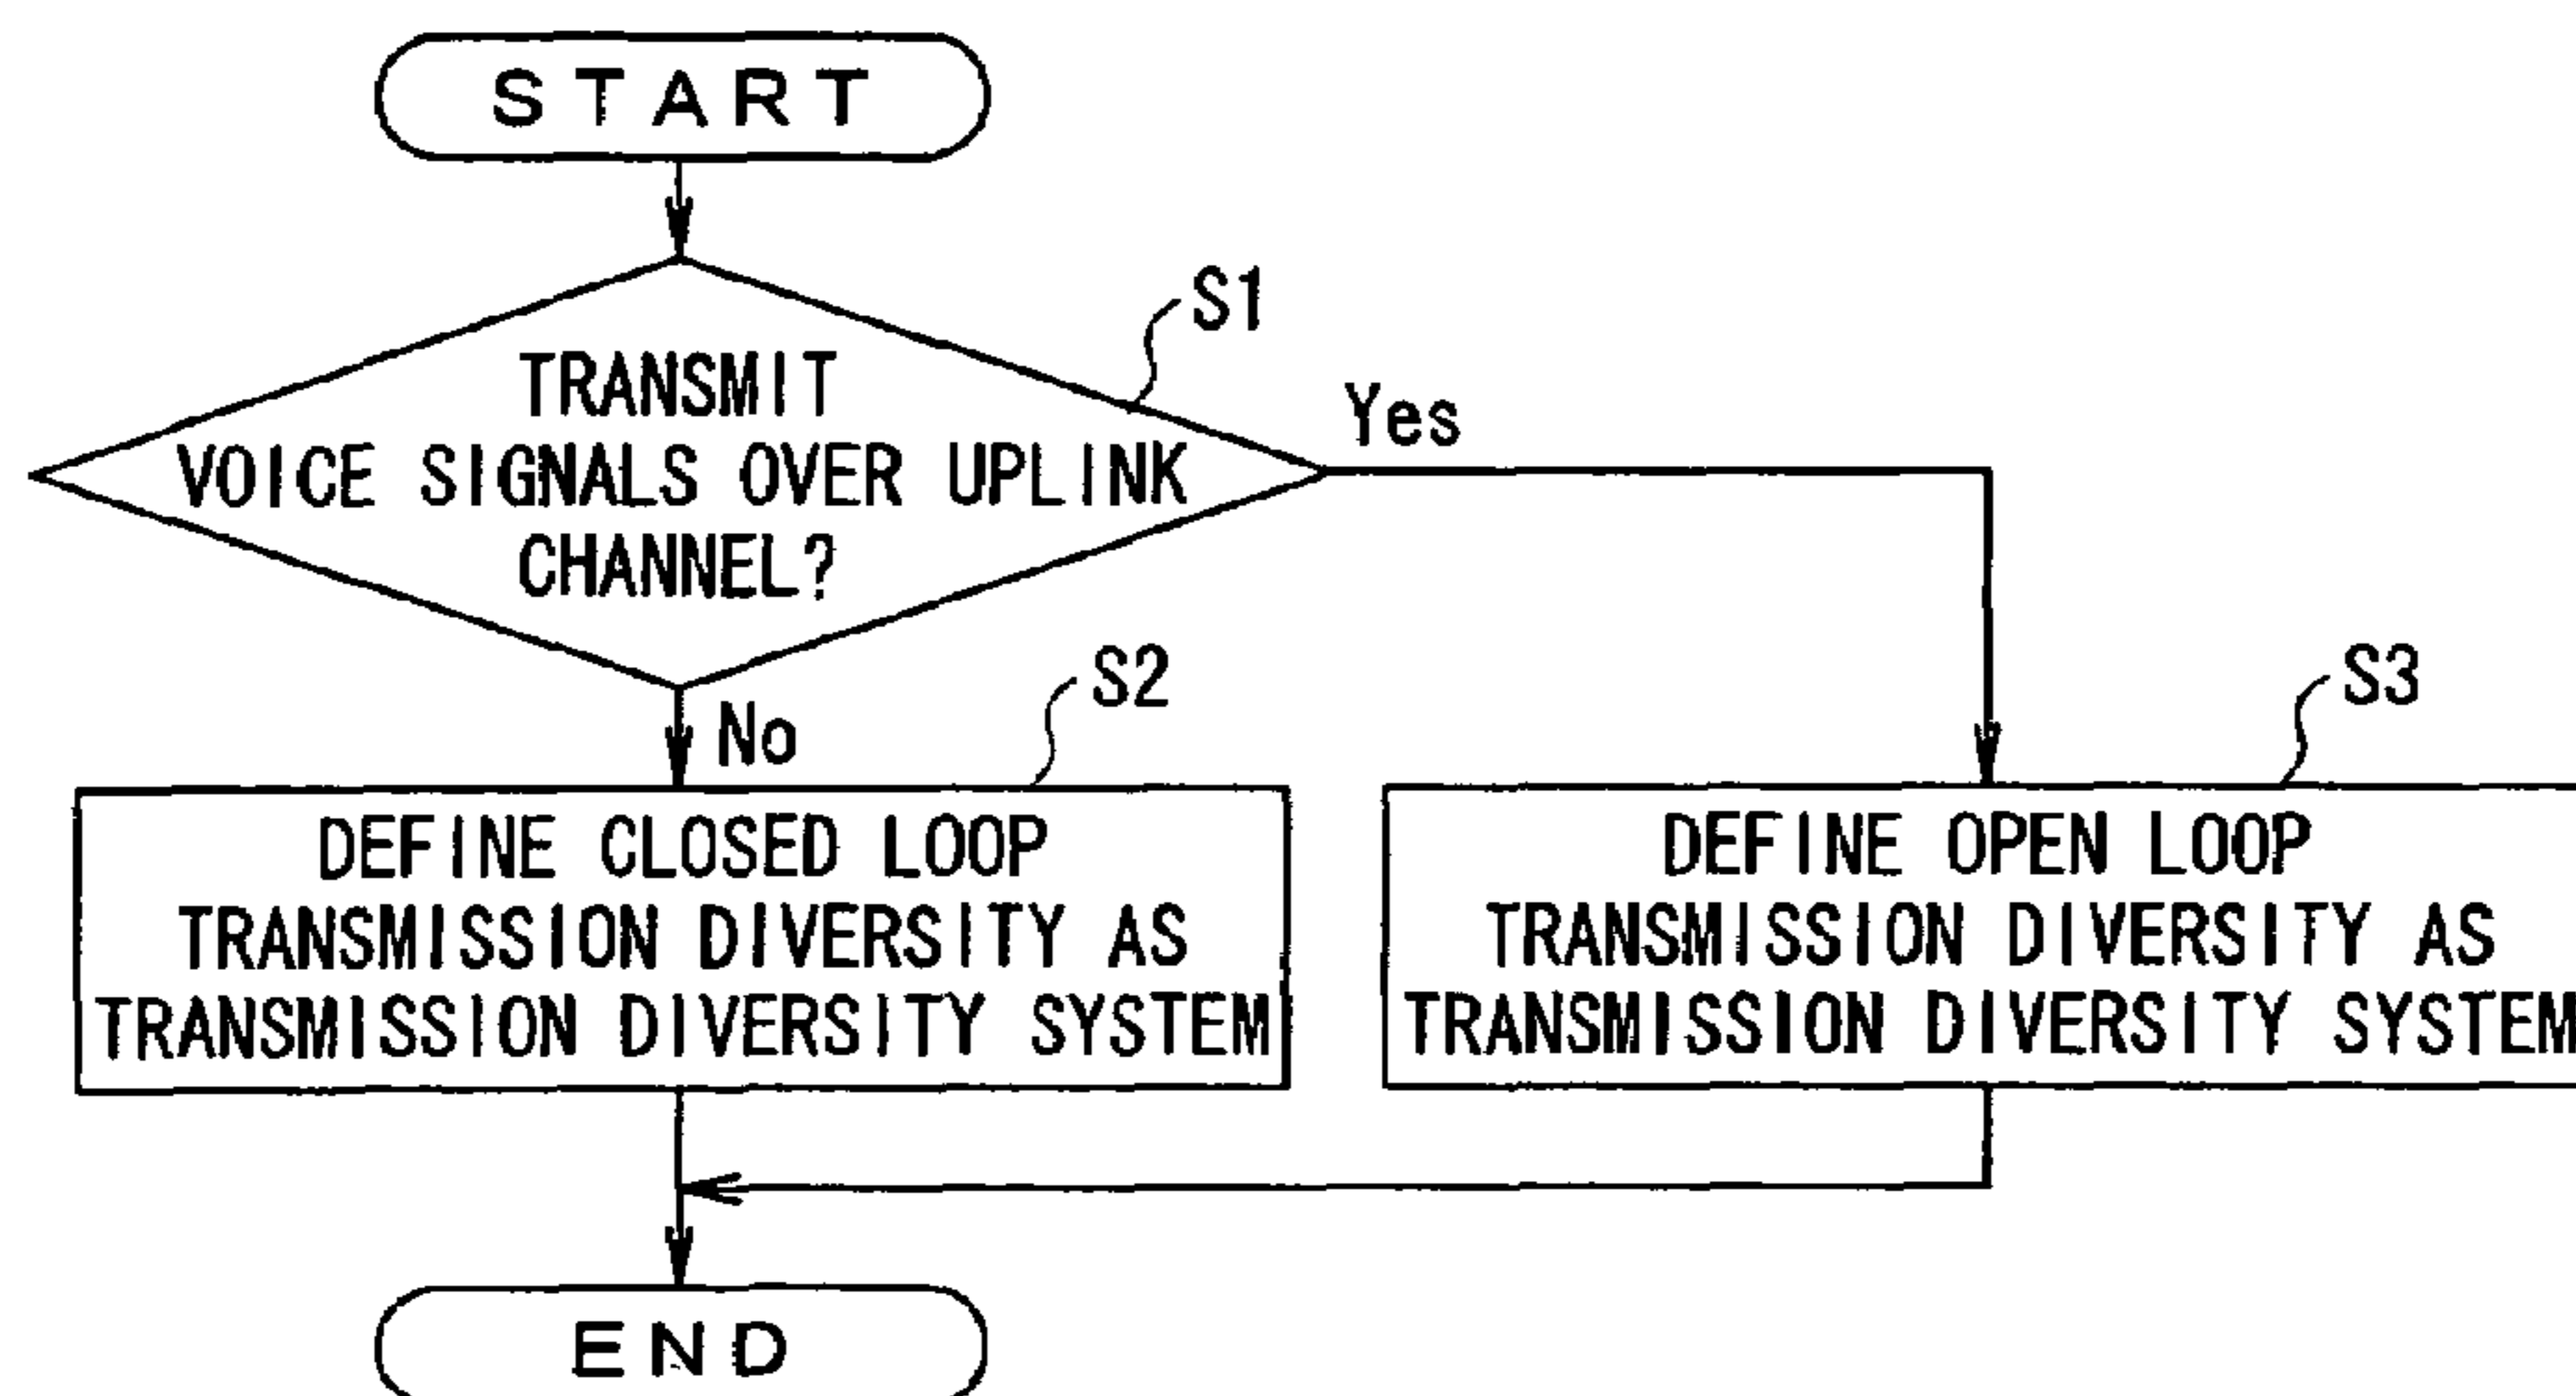 START
S1
TRANSMIT
VOICE SIGNALS OVER UPLINK
CHANNEL?
Yes
No
S2
DEFINE CLOSED LOOP
TRANSMISSION DIVERSITY AS
TRANSMISSION DIVERSITY SYSTEM
S3
DEFINE OPEN LOOP
TRANSMISSION DIVERSITY AS
TRANSMISSION DIVERSITY SYSTEM
END